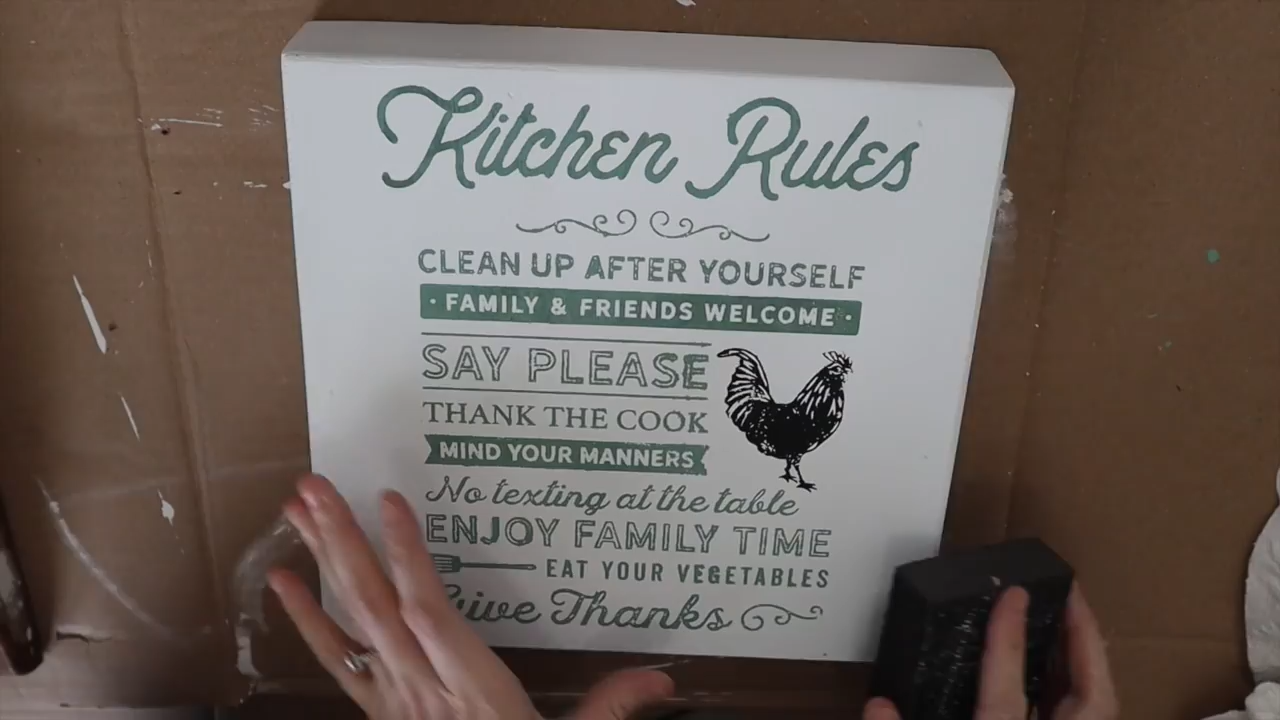 Kitchen Rules
CLEAN UP AFTER YOURSELF
· FAMILY & FRIENDS WELCOME ·
SAY PLEASE
THANK THE COOK
MIND YOUR MANNERS
No texting at the table
ENJOY FAMILY TIME
EAT YOUR VEGETABLES
Give Thanks